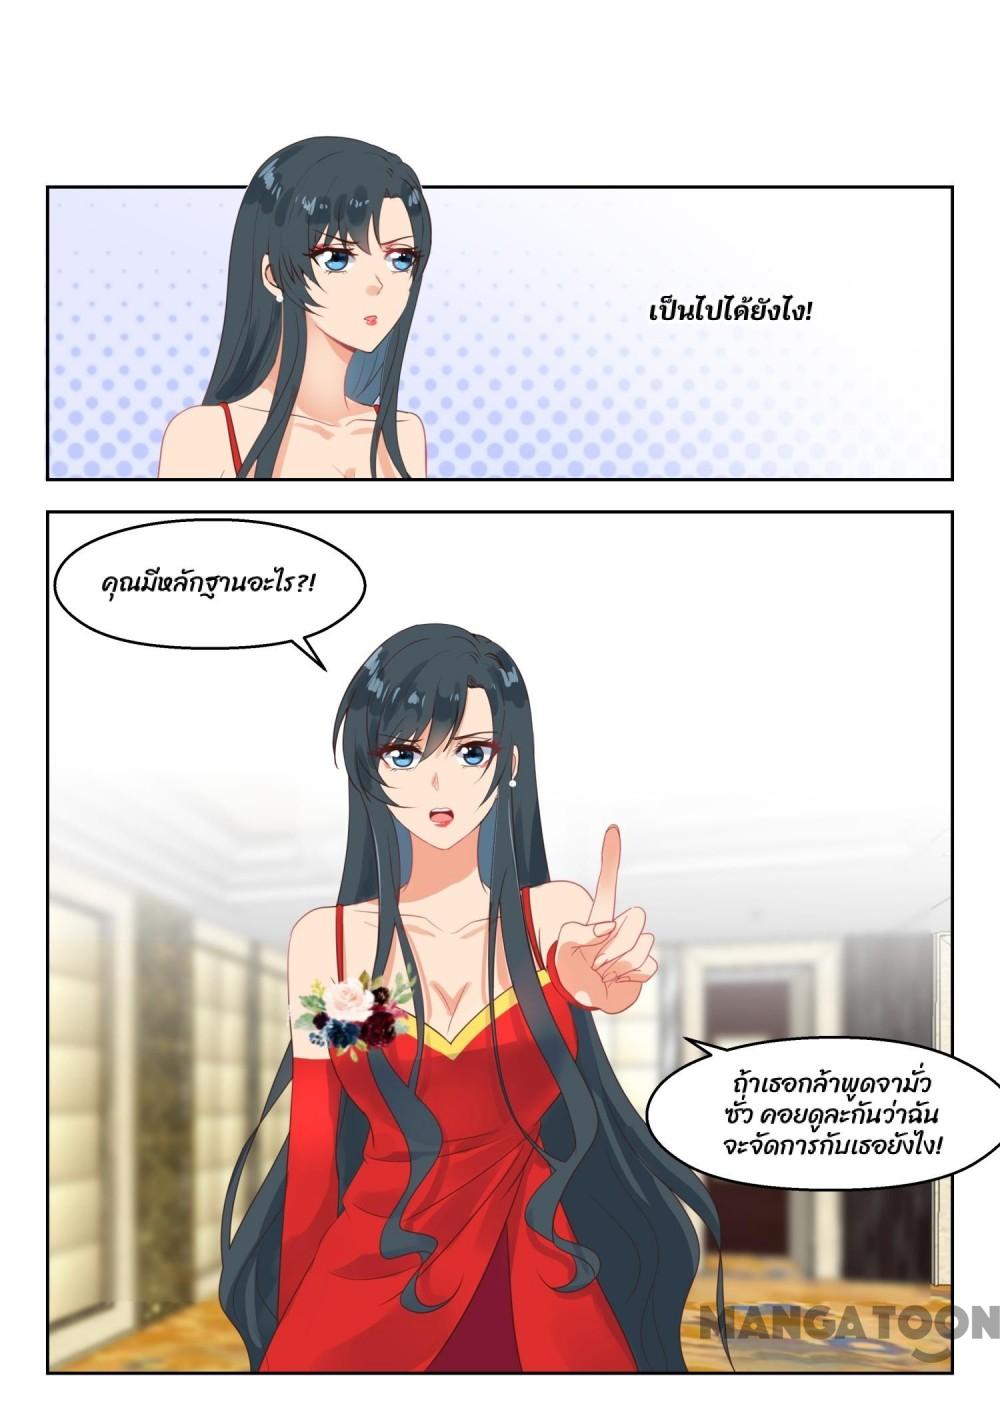 เป็นไปได้ยังไง!
คุณมีหลักฐานอะไร?!
ถ้าเธอกล้าพูดจามั่ว
ซั่ว คอยดูละกันว่าฉัน
จะจัดการกับเธอยังไง!
MANGATOON